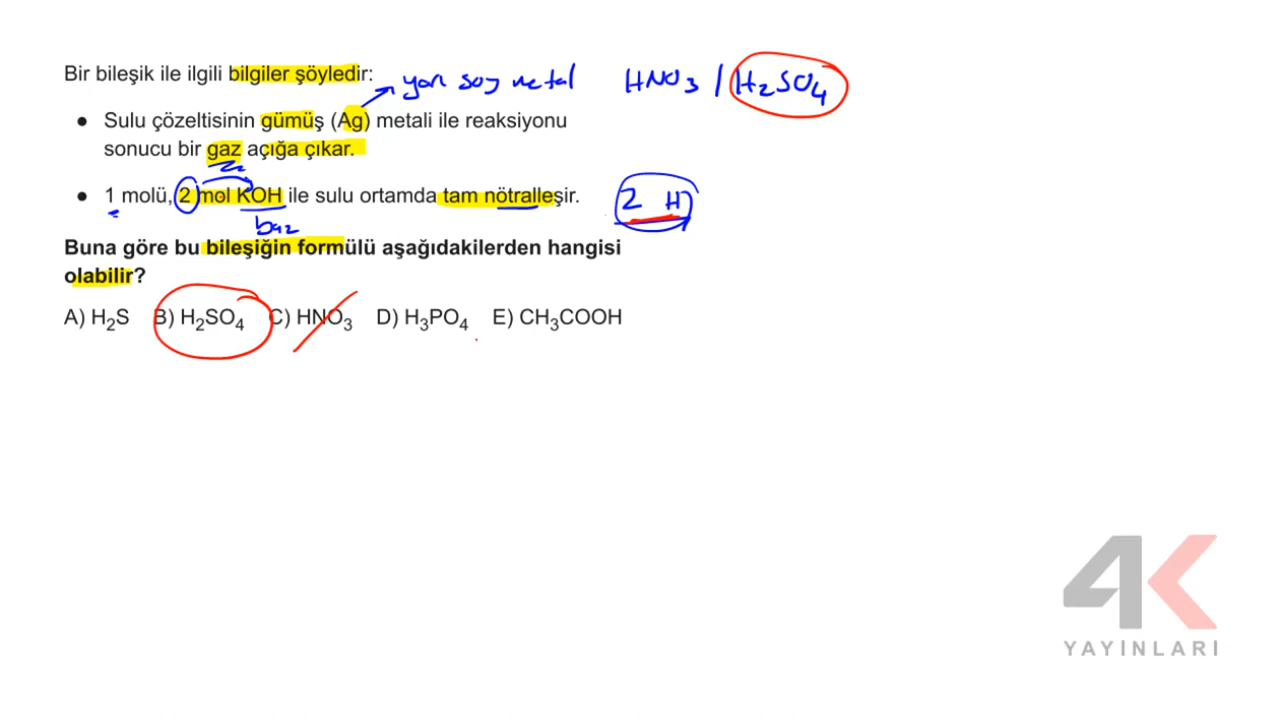 Bir bileşik ile ilgili bilgiler şöyledir:
yarı soy metal HNO3 / H2SO4
• Sulu çözeltisinin gümüş (Ag) metali ile reaksiyonu
sonucu bir gaz açığa çıkar.
• 1 molü, 2 mol KOH ile sulu ortamda tam nötralleşir.
2 H
baz
Buna göre bu bileşiğin formülü aşağıdakilerden hangisi
olabilir?
A) H2S B) H2SO4 C) HNO3 D) H3PO4 E) CH3COOH
4K
YAYINLARI